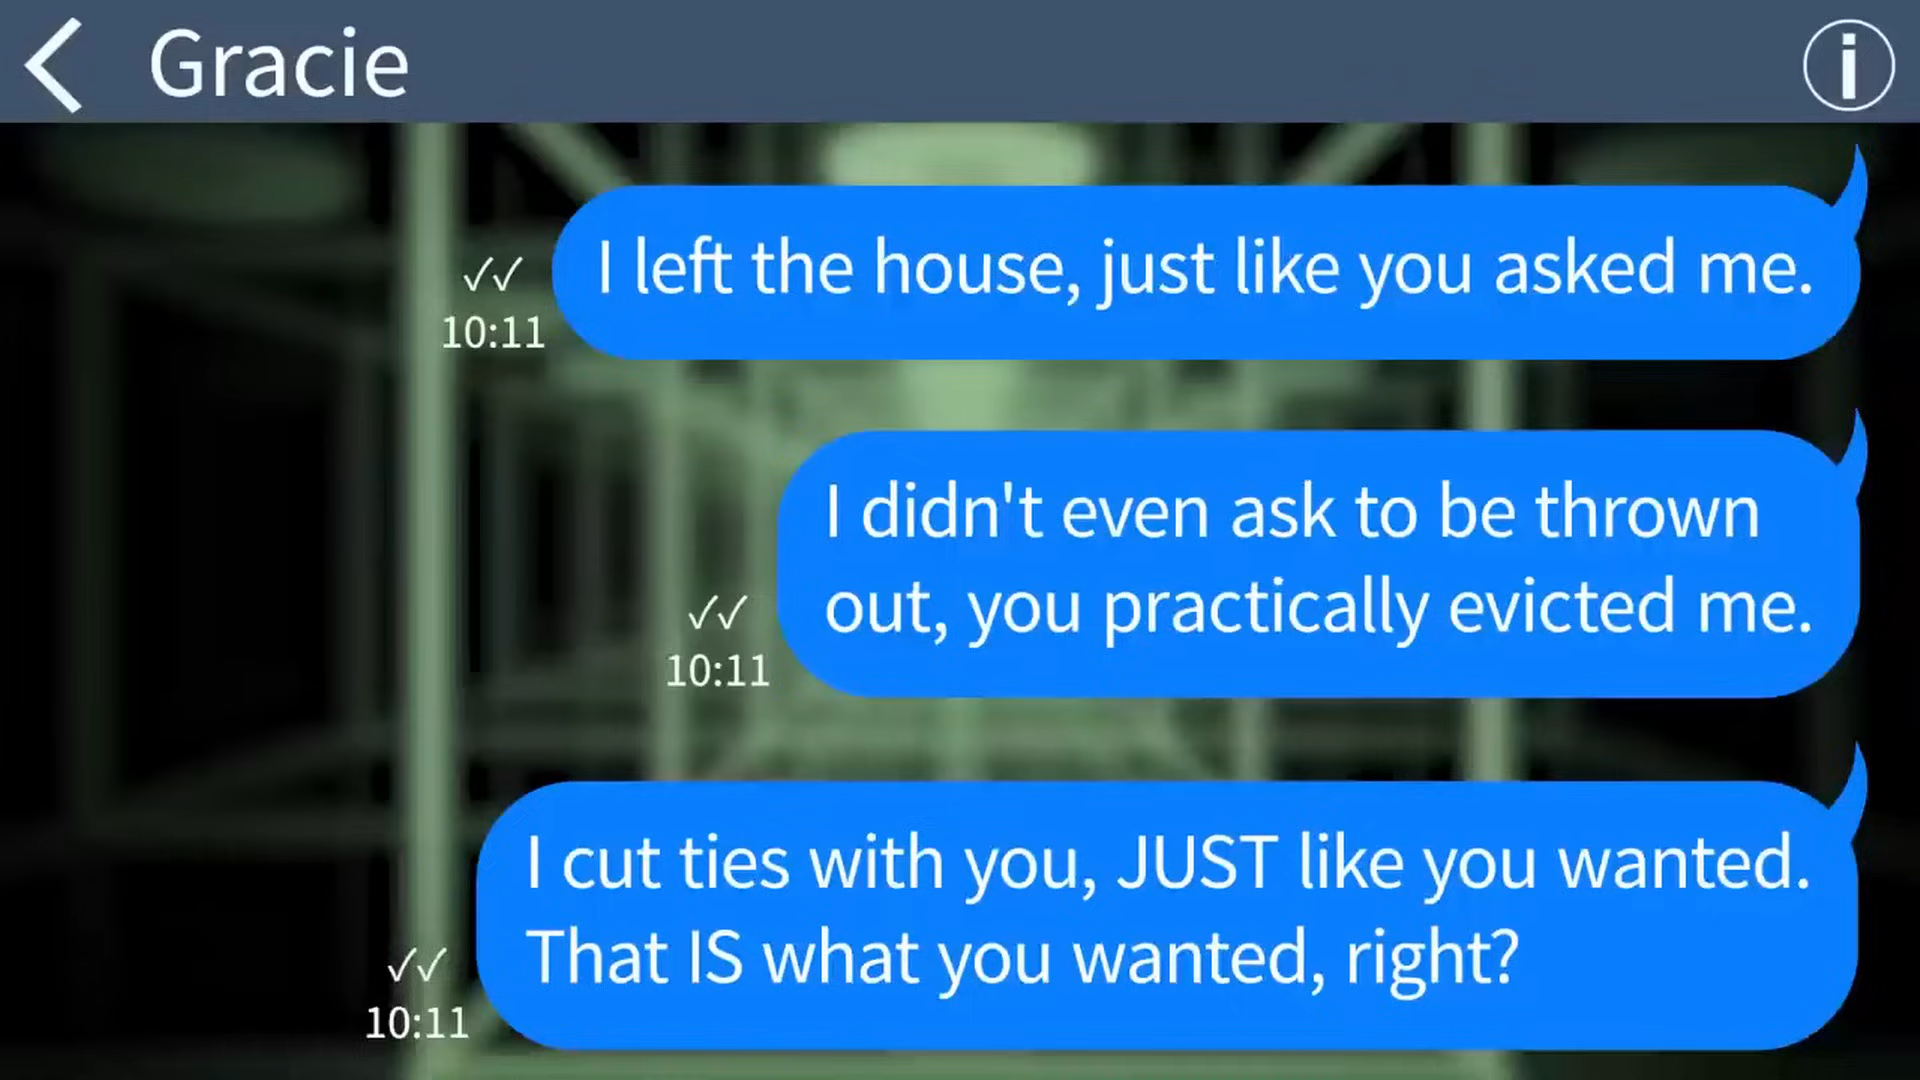 Gracie
I left the house, just like you asked me.
✓✓
10:11
I didn't even ask to be thrown
out, you practically evicted me.
✓✓
10:11
I cut ties with you, JUST like you wanted.
That IS what you wanted, right?
✓✓
10:11